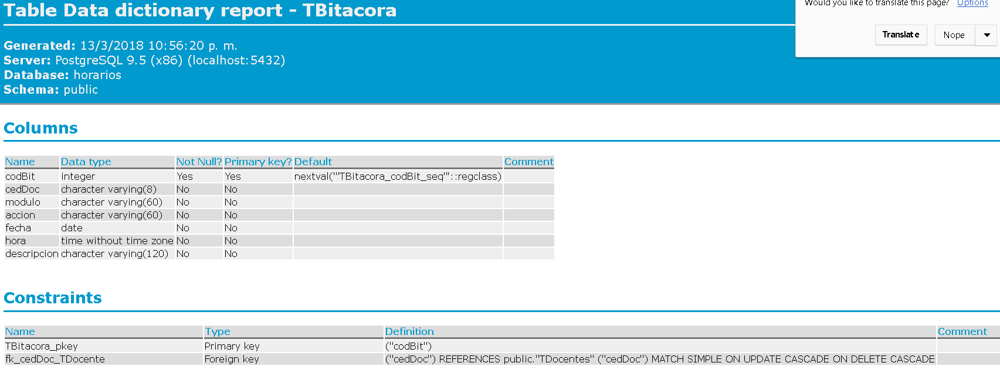 Table Data dictionary report - TBitacora
Would you like to translate this page? Options
Translate Nope
Generated: 13/3/2018 10:56:20 p. m.
Server: PostgreSQL 9.5 (x86) (localhost:5432)
Database: horarios
Schema: public
Columns
Name Data type Not Null? Primary key? Default Comment
codBit integer Yes Yes nextval('"TBitacora_codBit_seq"'::regclass)
cedDoc character varying(8) No No
modulo character varying(60) No No
accion character varying(60) No No
fecha date No No
hora time without time zone No No
descripcion character varying(120) No No
Constraints
Name Type Definition Comment
TBitacora_pkey Primary key ("codBit")
fk_cedDoc_TDocente Foreign key ("cedDoc") REFERENCES public."TDocentes" ("cedDoc") MATCH SIMPLE ON UPDATE CASCADE ON DELETE CASCADE